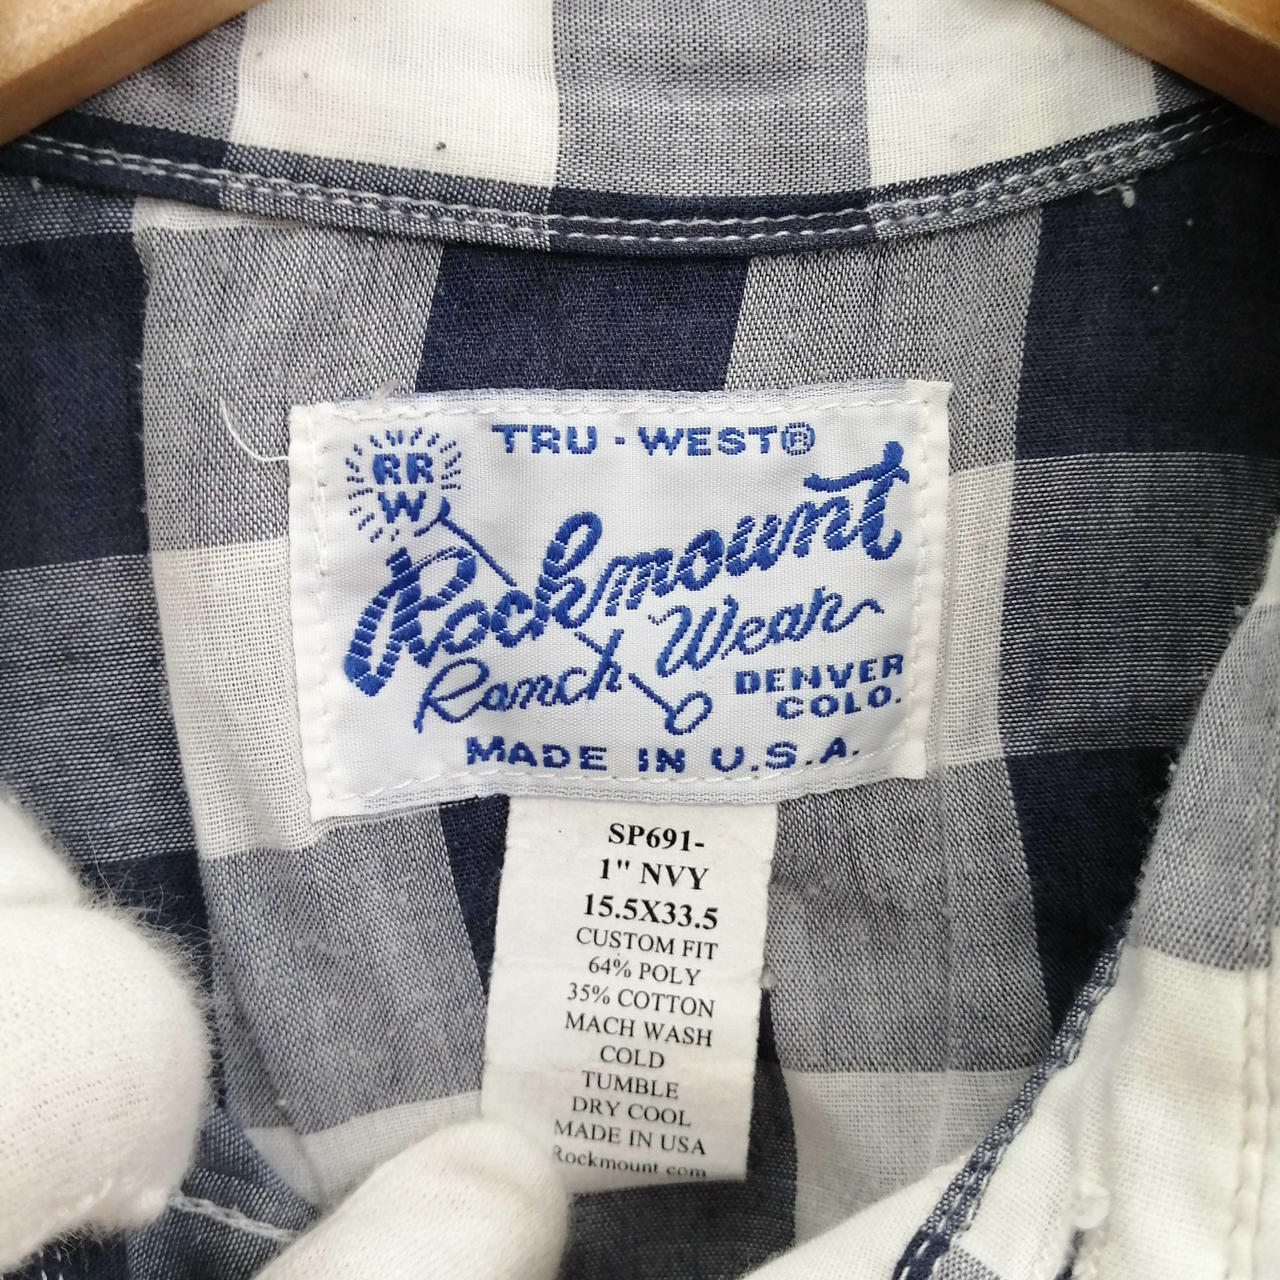 TRU-WEST®
RR
W
Rockmount
Ranch Wear
DENVER
COLO.
MADE IN U.S.A.
SP691-
1" NVY
15.5X33.5
CUSTOM FIT
64% POLY
35% COTTON
MACH WASH
COLD
TUMBLE
DRY COOL
MADE IN USA
Rockmount.com